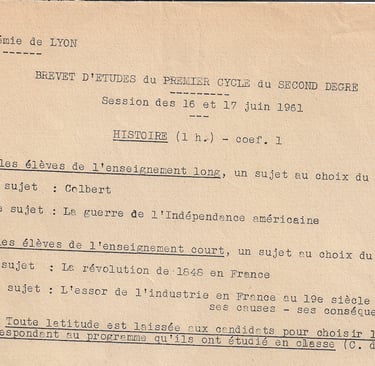 émie de LYON
BREVET D'ETUDES du PREMIER CYCLE du SECOND DEGRE
Session des 16 et 17 juin 1961
HISTOIRE (1 h.) - coef. 1
les élèves de l'enseignement long, un sujet au choix du
sujet : Colbert
e sujet : La guerre de l'Indépendance américaine
les élèves de l'enseignement court, un sujet au choix du
sujet : La révolution de 1848 en France
sujet : L'essor de l'industrie en France au 19e siècle
ses causes - ses conséque
Toute latitude est laissée aux candidats pour choisir l
respondant au programme qu'ils ont étudié en classe (C. d